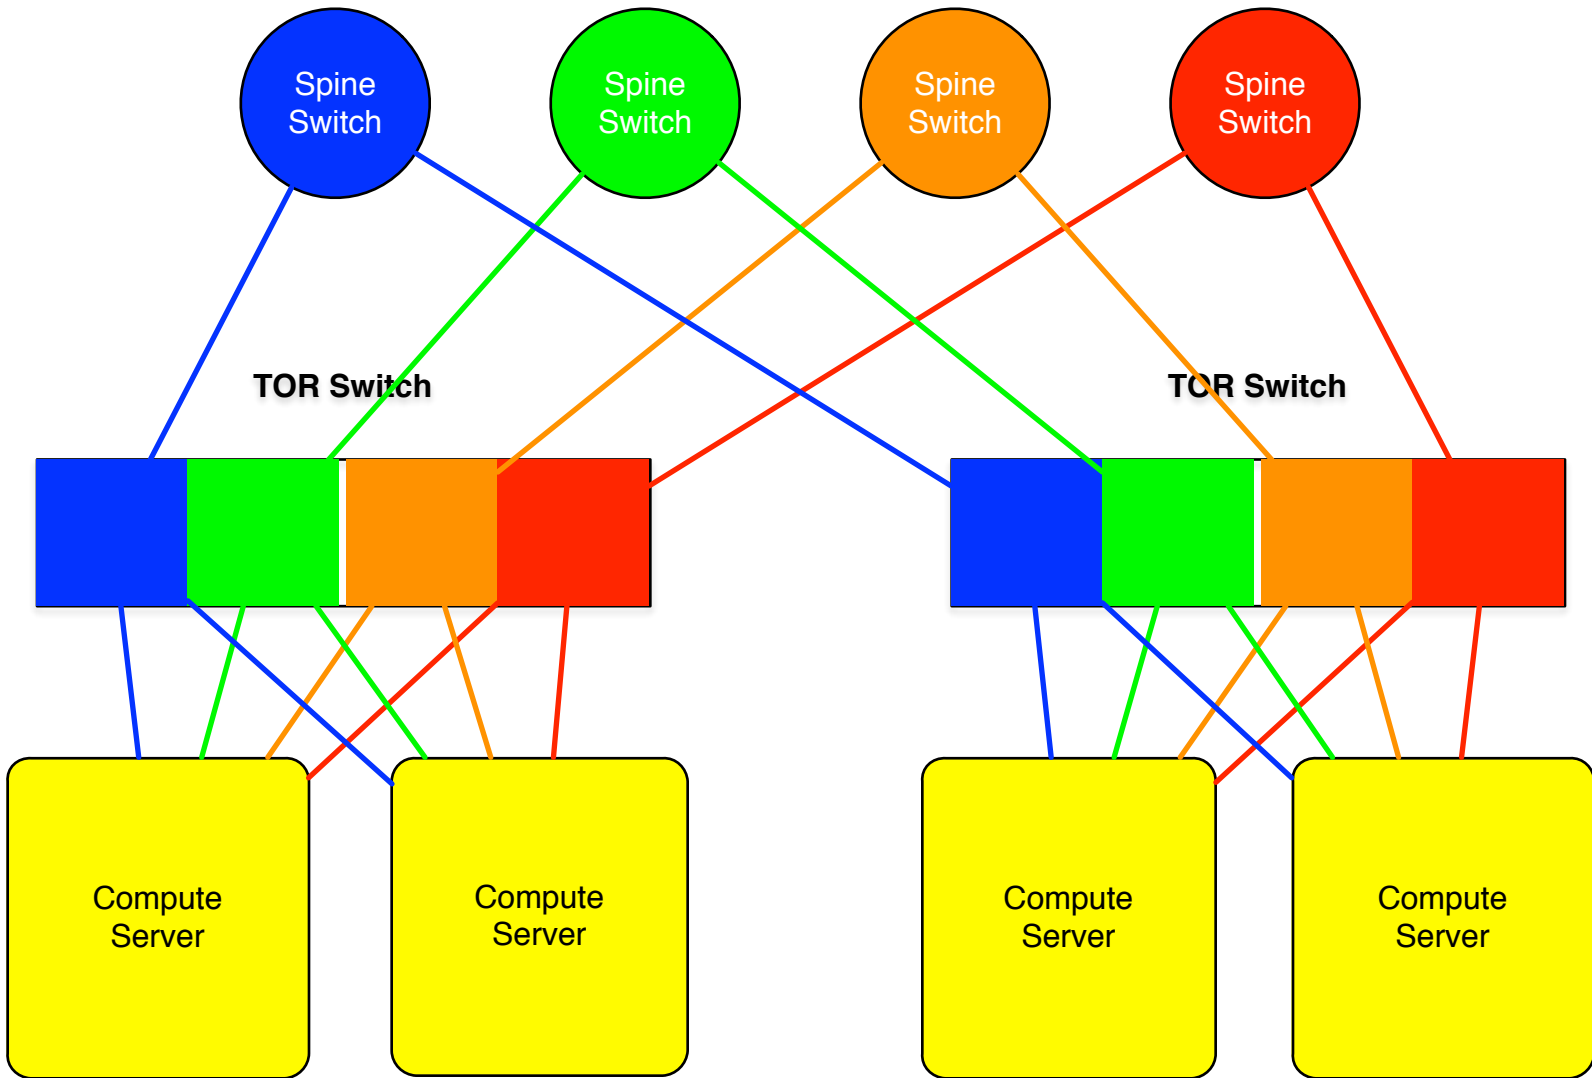 Spine
Switch
Spine
Switch
Spine
Switch
Spine
Switch
TOR Switch
TOR Switch
Compute
Server
Compute
Server
Compute
Server
Compute
Server